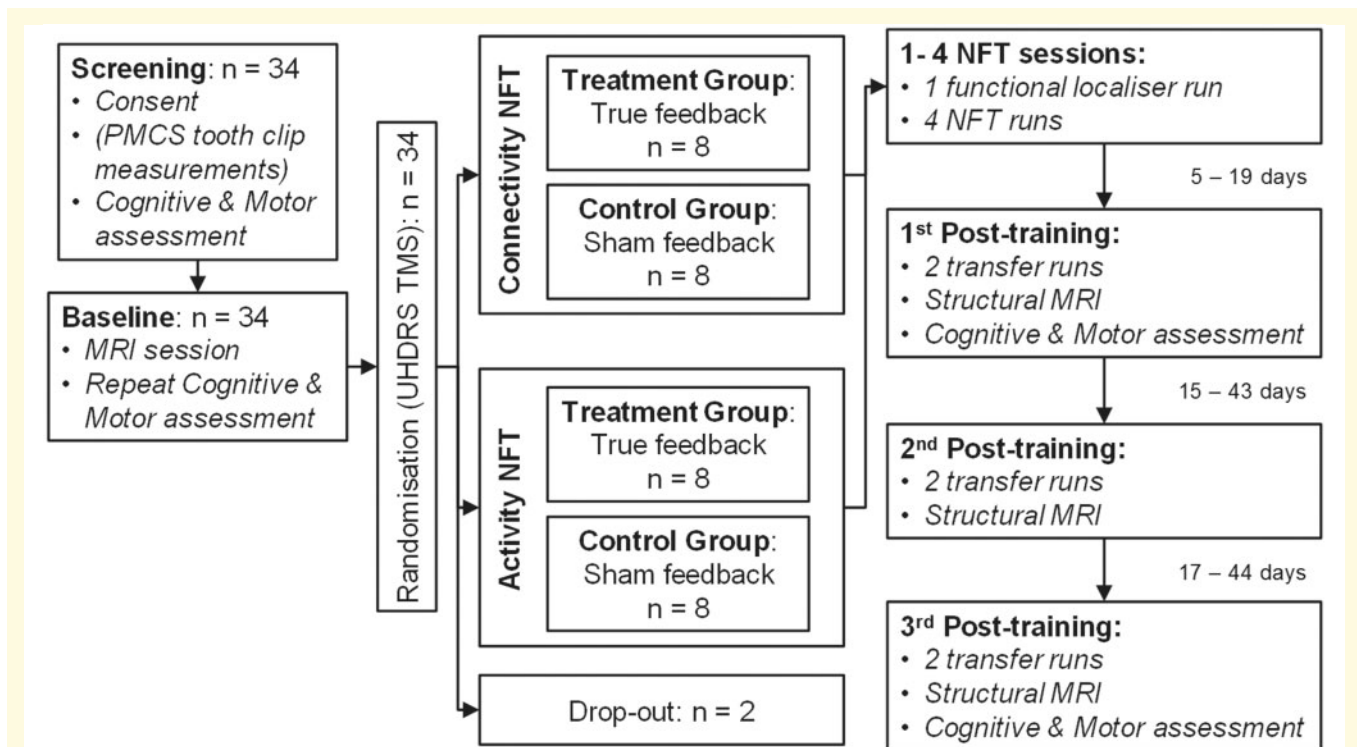 Screening: n = 34
• Consent
• (PMCS tooth clip
measurements)
• Cognitive & Motor
assessment
Baseline: n = 34
• MRI session
• Repeat Cognitive &
Motor assessment
Randomisation (UHDRS TMS): n = 34
Connectivity NFT
Treatment Group:
True feedback
n = 8
Control Group:
Sham feedback
n = 8
Activity NFT
Treatment Group:
True feedback
n = 8
Control Group:
Sham feedback
n = 8
Drop-out: n = 2
1- 4 NFT sessions:
• 1 functional localiser run
• 4 NFT runs
5 – 19 days
1st Post-training:
• 2 transfer runs
• Structural MRI
• Cognitive & Motor assessment
15 – 43 days
2nd Post-training:
• 2 transfer runs
• Structural MRI
17 – 44 days
3rd Post-training:
• 2 transfer runs
• Structural MRI
• Cognitive & Motor assessment